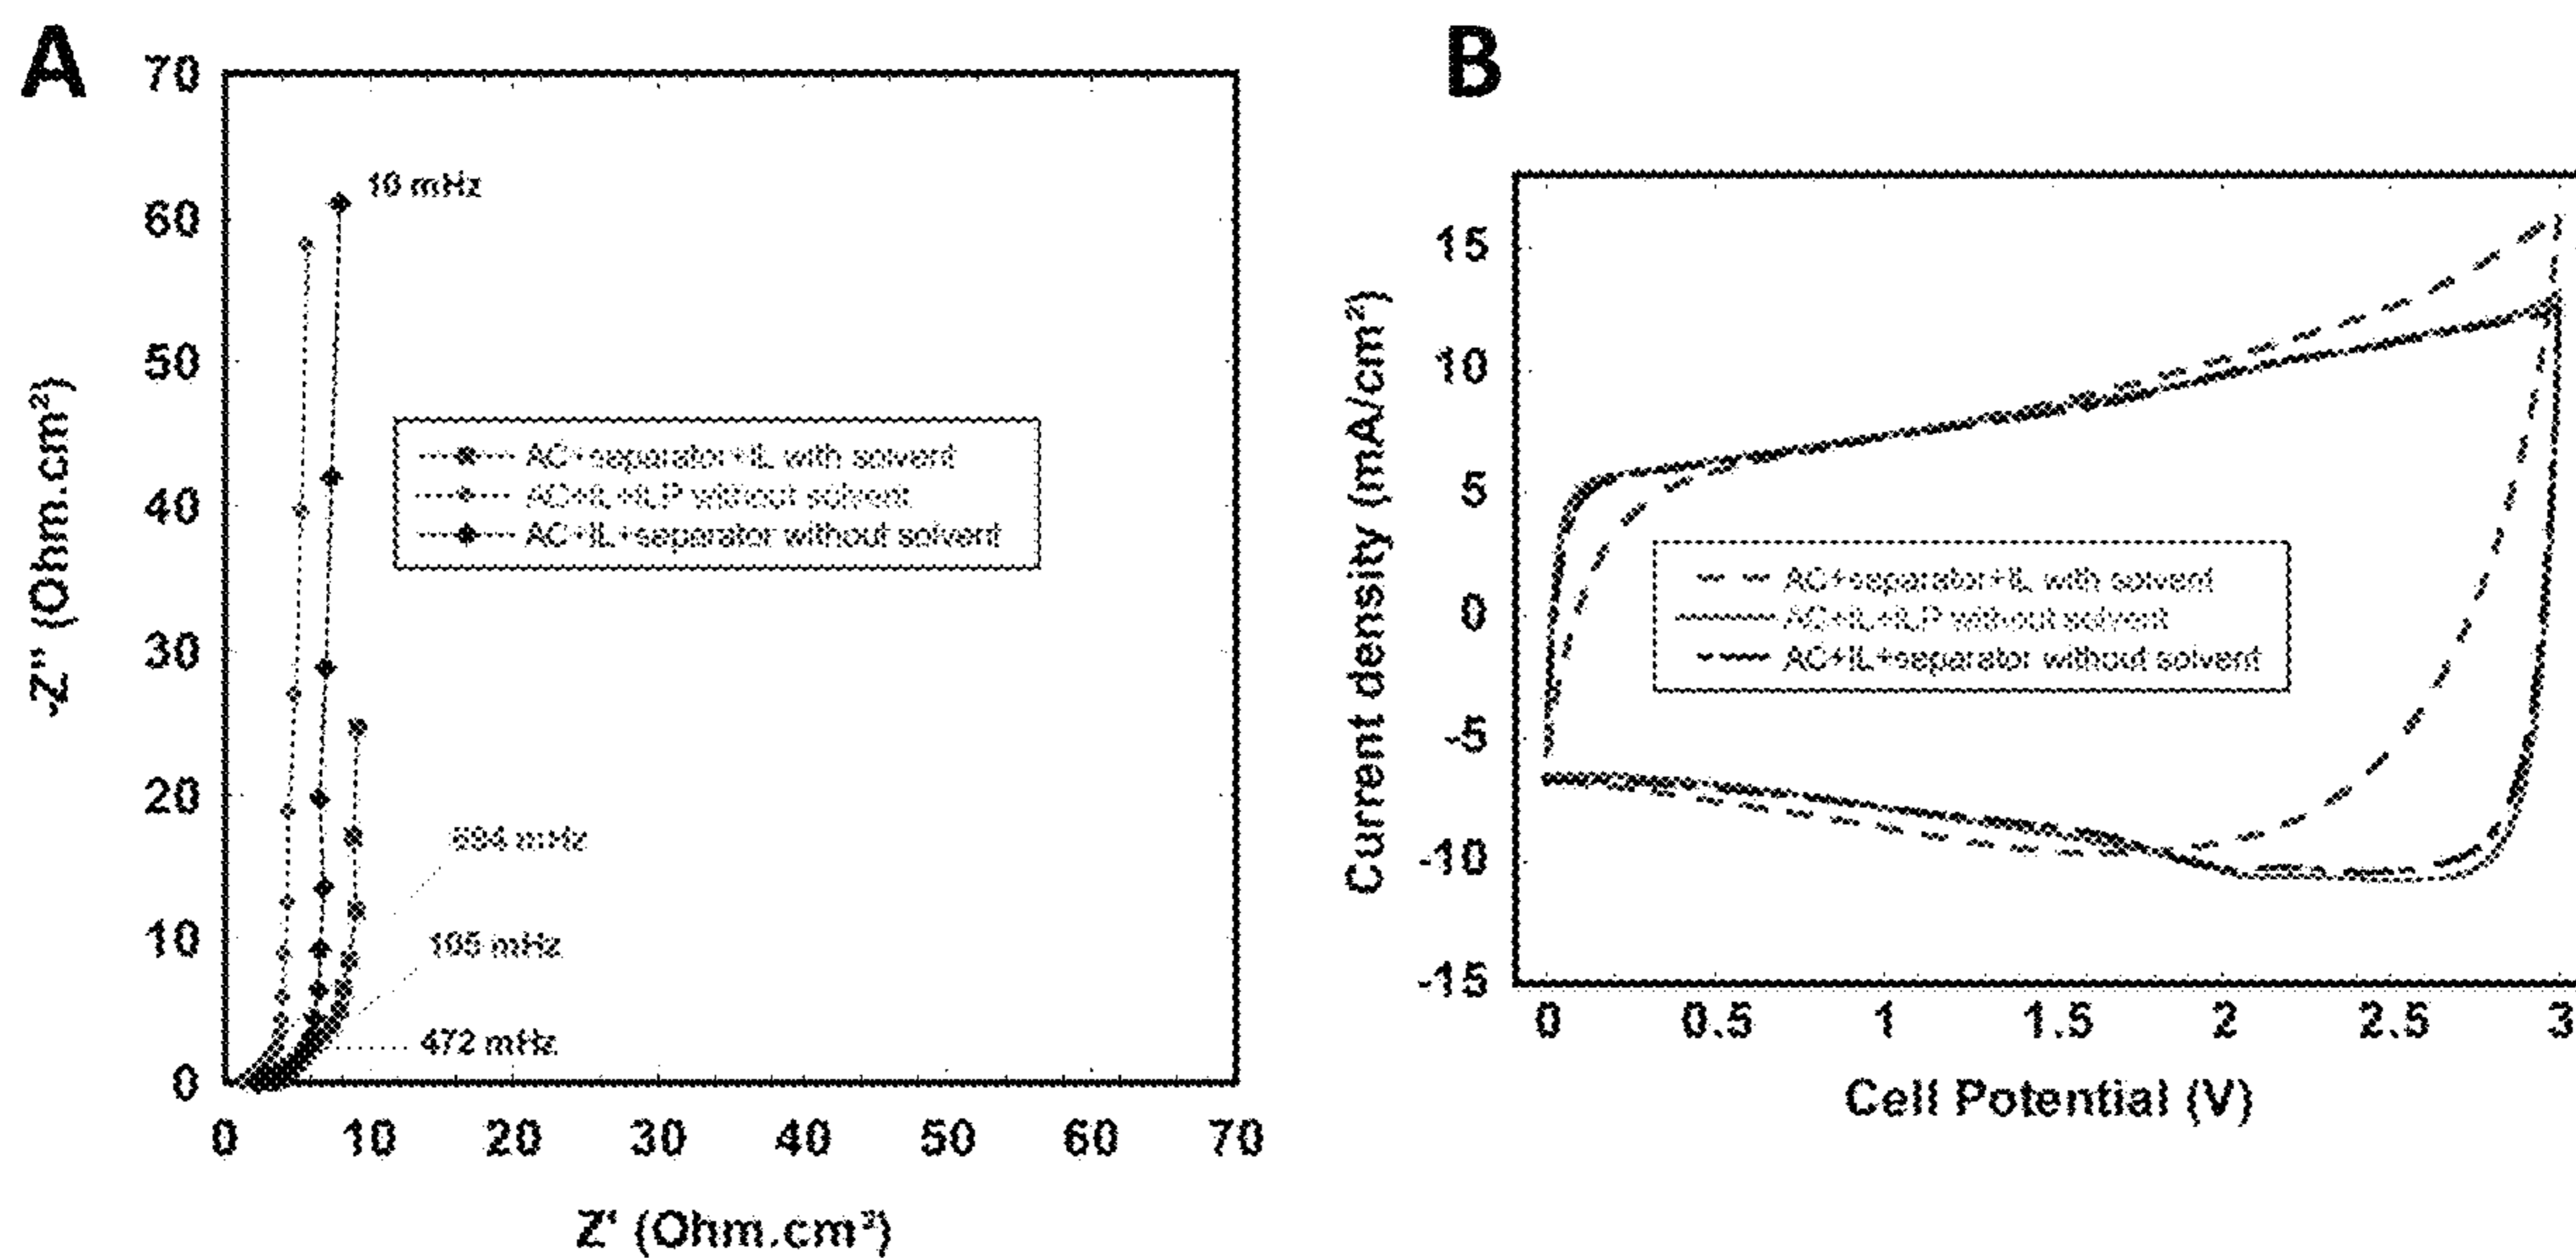 A
70
60
50
40
30
20
10
0
-Z'' (Ohm.cm²)
10 mHz
AC+separator+IL with solvent
AC+IL+ILP without solvent
AC+IL+separator without solvent
mHz
105 mHz
472 mHz
0 10 20 30 40 50 60 70
Z' (Ohm.cm²)
B
15
10
5
0
-5
-10
-15
Current density (mA/cm²)
AC+separator+IL with solvent
AC+IL+ILP without solvent
AC+IL+separator without solvent
0 0.5 1 1.5 2 2.5 3
Cell Potential (V)